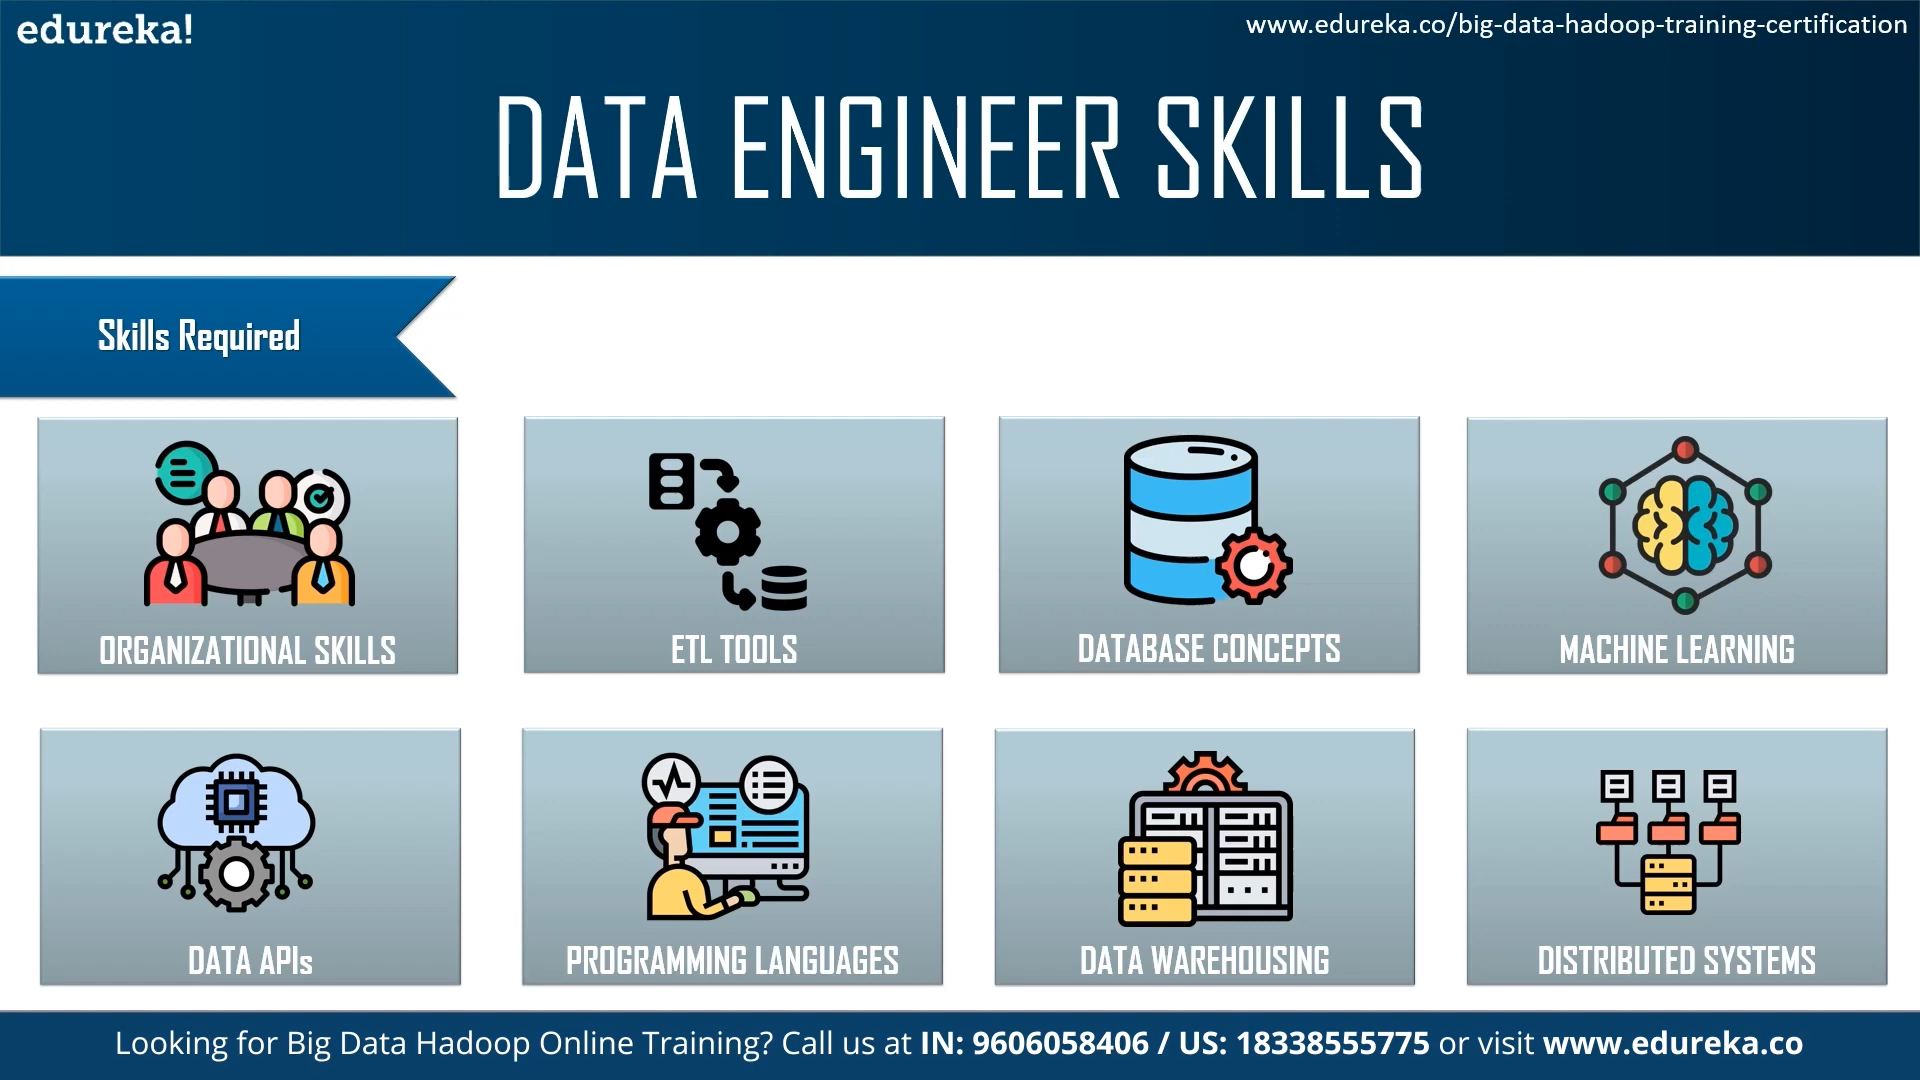 edureka!
www.edureka.co/big-data-hadoop-training-certification
DATA ENGINEER SKILLS
Skills Required
ORGANIZATIONAL SKILLS
ETL TOOLS
DATABASE CONCEPTS
MACHINE LEARNING
DATA APIs
PROGRAMMING LANGUAGES
DATA WAREHOUSING
DISTRIBUTED SYSTEMS
Looking for Big Data Hadoop Online Training? Call us at IN: 9606058406 / US: 18338555775 or visit www.edureka.co